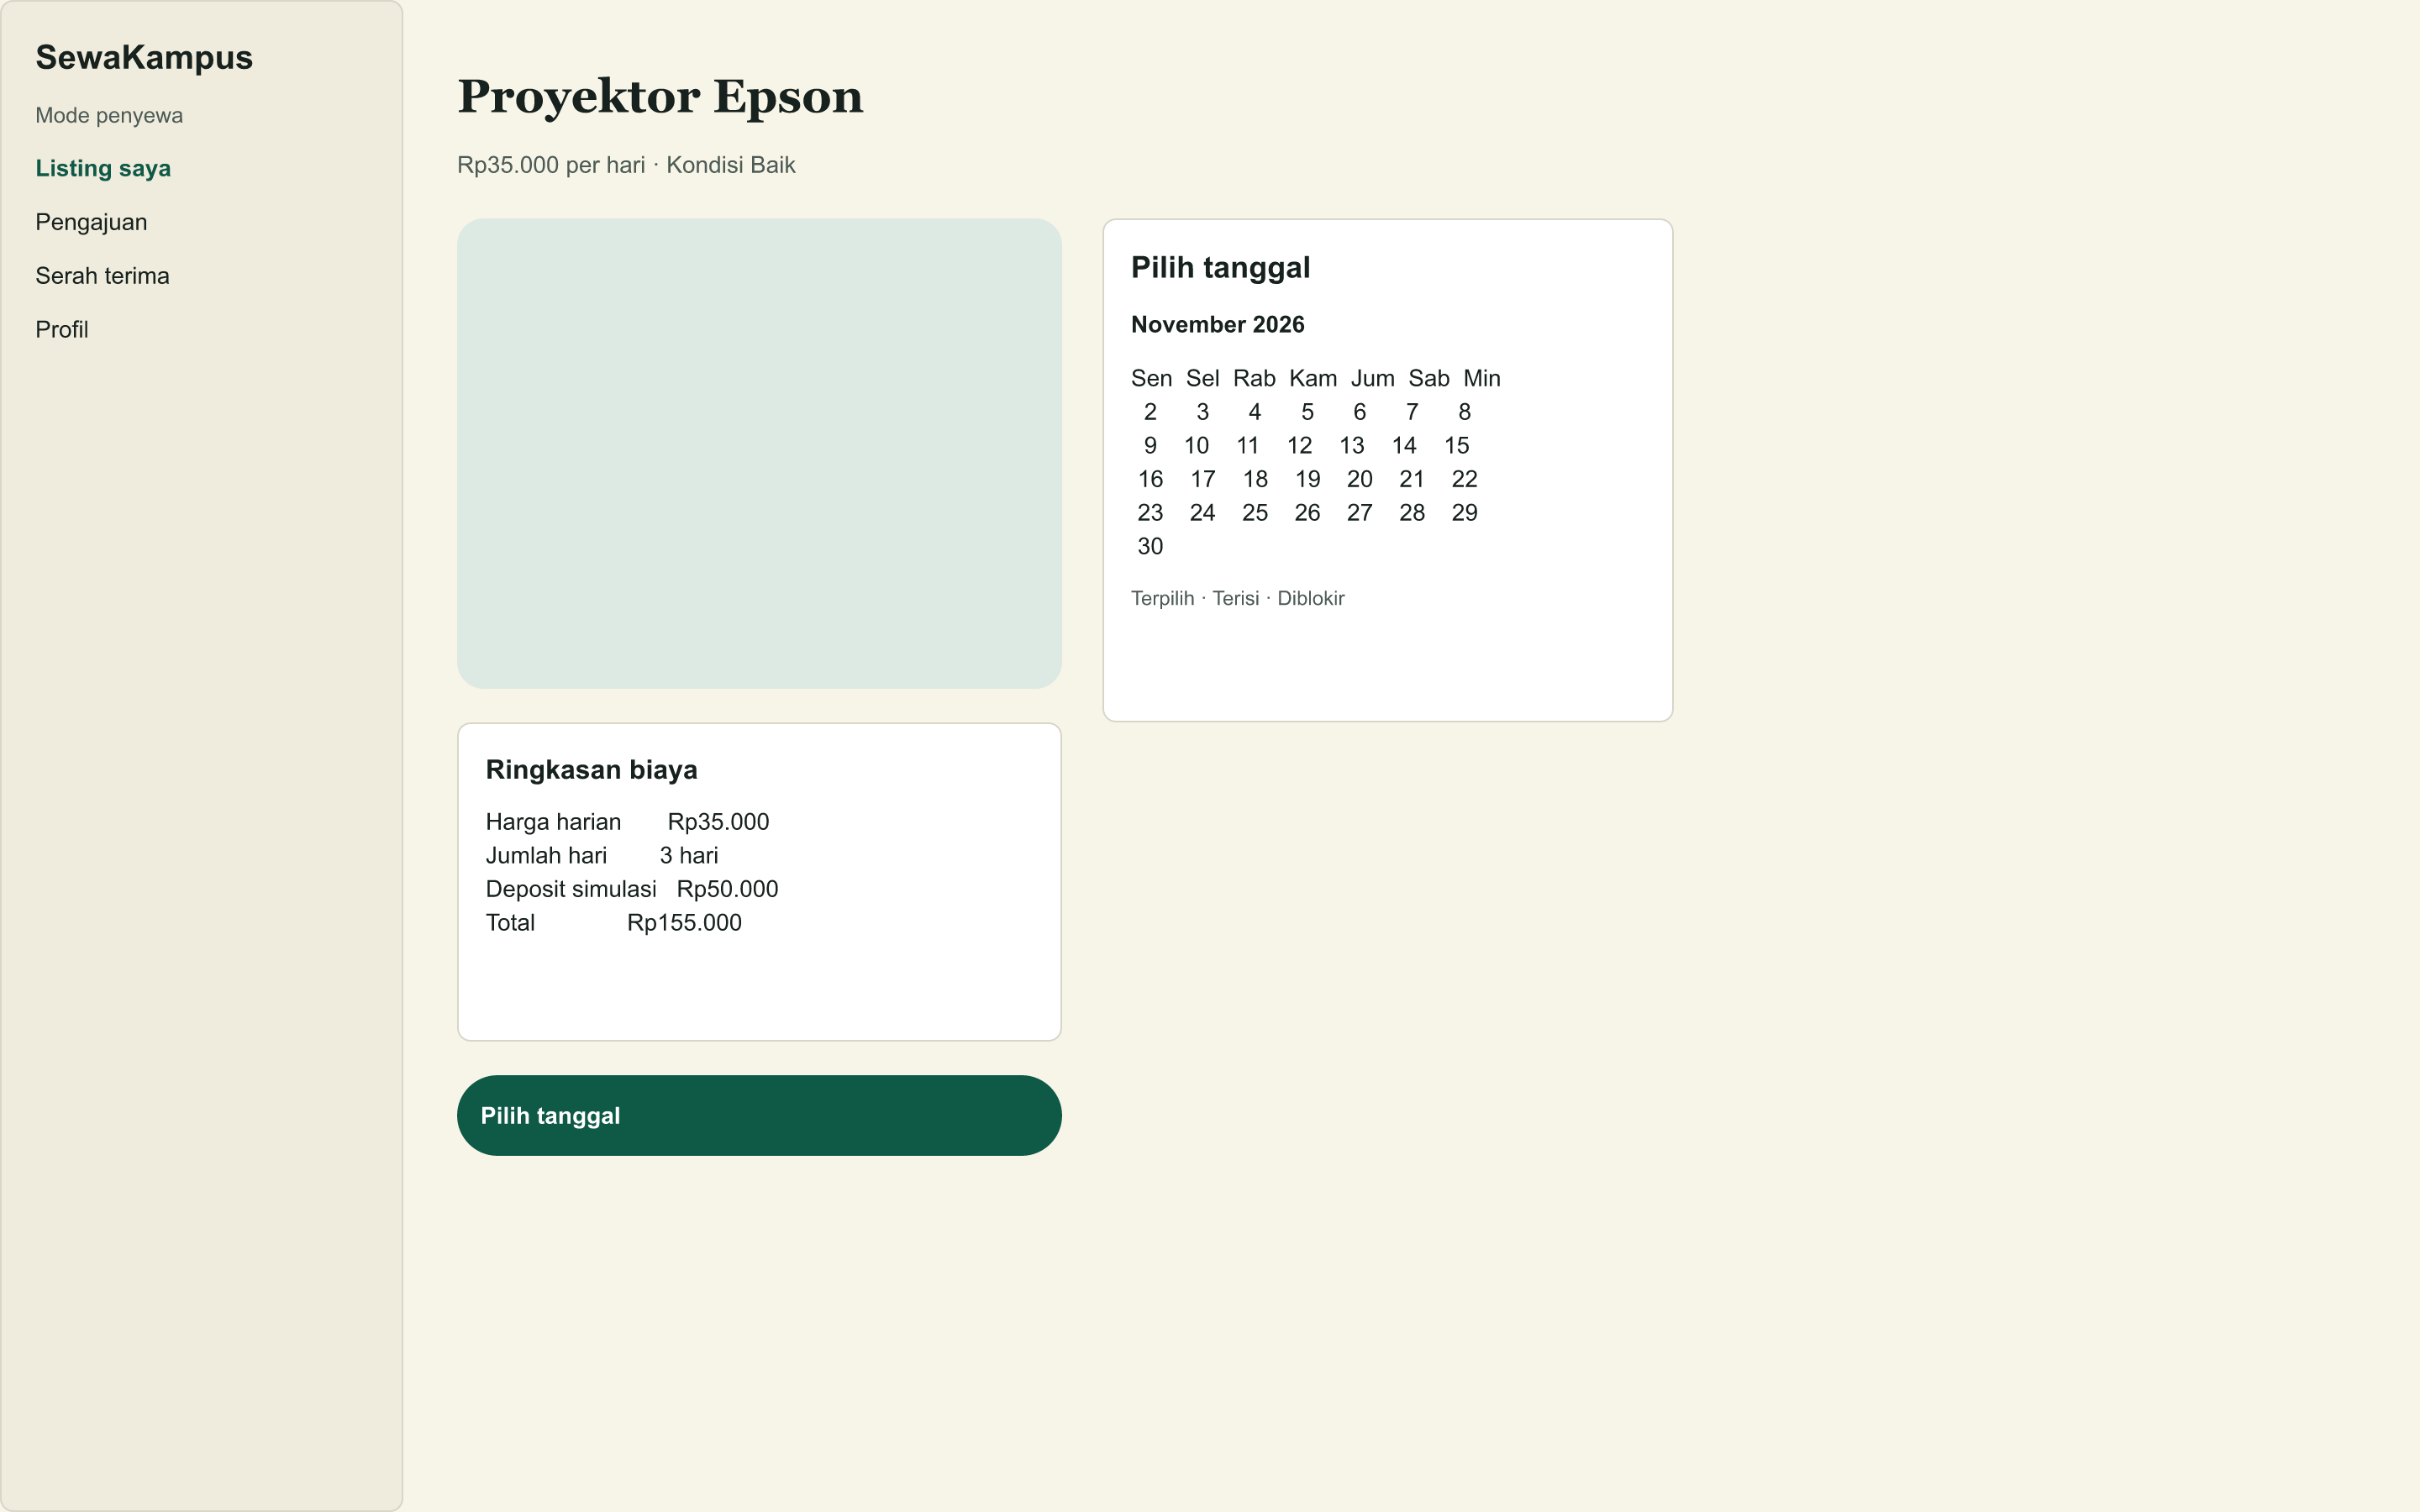 SewaKampus
Mode penyewa
Listing saya
Pengajuan
Serah terima
Profil
Proyektor Epson
Rp35.000 per hari · Kondisi Baik
Pilih tanggal
November 2026
Sen Sel Rab Kam Jum Sab Min
2 3 4 5 6 7 8
9 10 11 12 13 14 15
16 17 18 19 20 21 22
23 24 25 26 27 28 29
30
Terpilih · Terisi · Diblokir
Ringkasan biaya
Harga harian Rp35.000
Jumlah hari 3 hari
Deposit simulasi Rp50.000
Total Rp155.000
Pilih tanggal